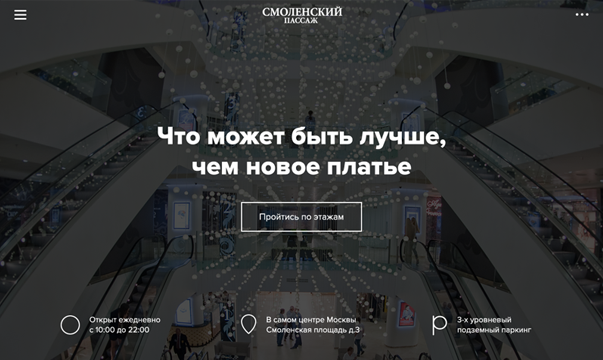 СМОЛЕНСКИЙ
ПАССАЖ
Что может быть лучше,
чем новое платье
Пройтись по этажам
Открыт ежедневно
с 10:00 до 22:00
В самом центре Москвы
Смоленская площадь д.3
3-х уровневый
подземный паркинг